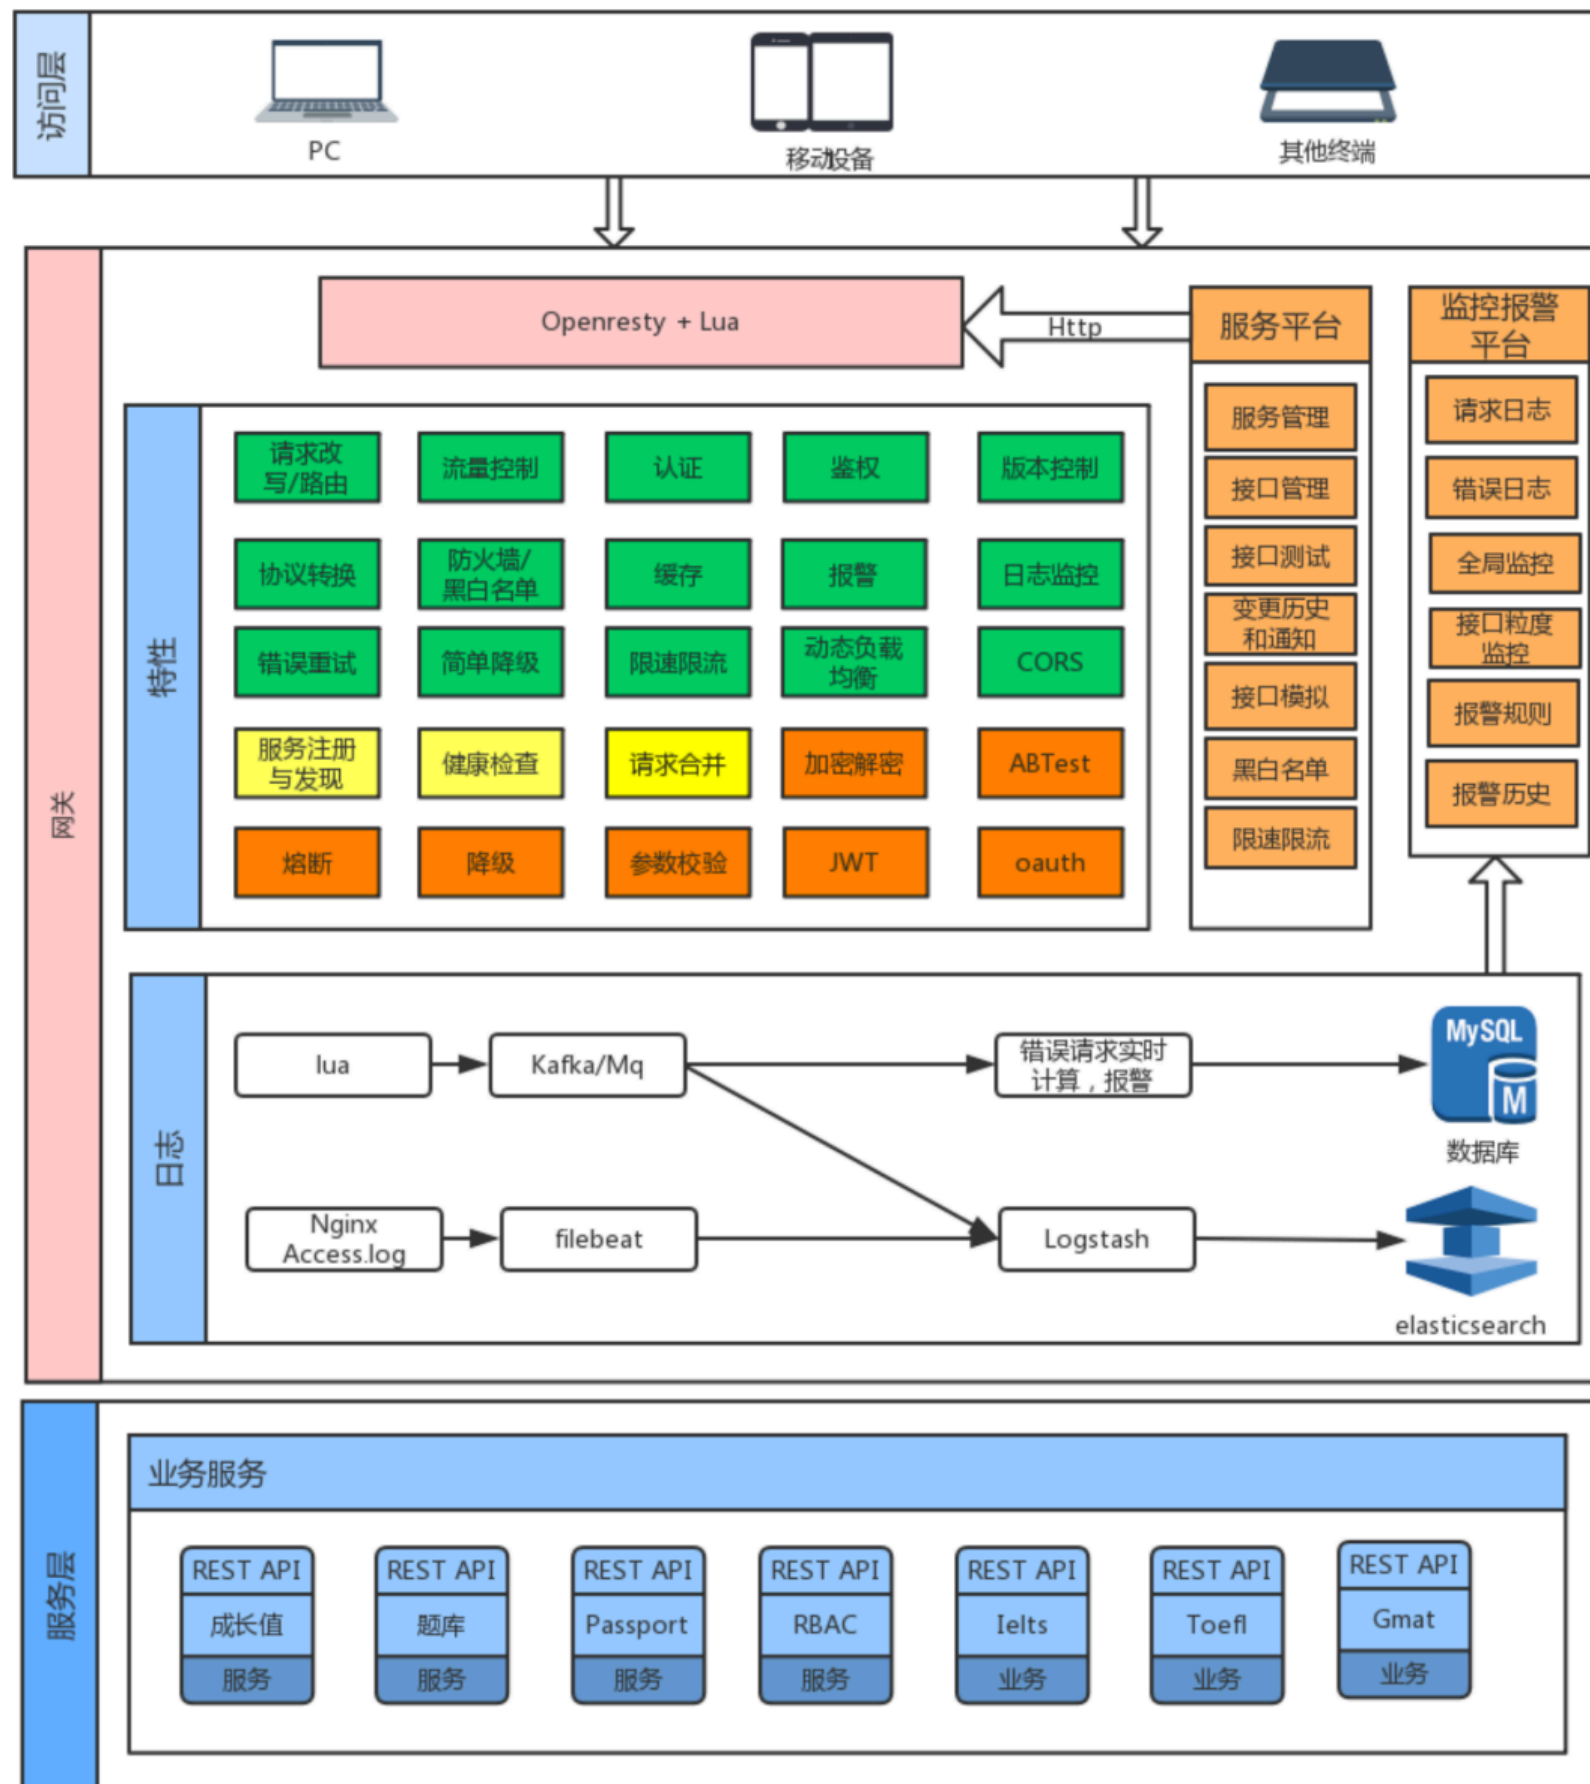 访问层
PC
移动设备
其他终端
网关
Openresty + Lua
Http
服务平台
服务管理
接口管理
接口测试
变更历史
和通知
接口模拟
黑白名单
限速限流
监控报警
平台
请求日志
错误日志
全局监控
接口粒度
监控
报警规则
报警历史
特性
请求改
写/路由
流量控制
认证
鉴权
版本控制
协议转换
防火墙/
黑白名单
缓存
报警
日志监控
错误重试
简单降级
限速限流
动态负载
均衡
CORS
服务注册
与发现
健康检查
请求合并
加密解密
ABTest
熔断
降级
参数校验
JWT
oauth
日志
lua
Kafka/Mq
错误请求实时
计算，报警
MySQL
M
数据库
Nginx
Access.log
filebeat
Logstash
elasticsearch
服务层
业务服务
REST API
成长值
服务
REST API
题库
服务
REST API
Passport
服务
REST API
RBAC
服务
REST API
Ielts
业务
REST API
Toefl
业务
REST API
Gmat
业务